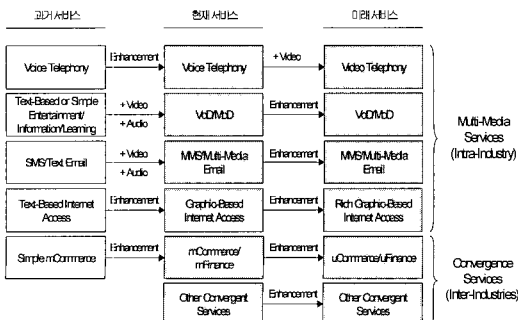 과거 서비스 현재 서비스 미래 서비스
Voice Telephony Enhancement Voice Telephony + Video Video Telephony
Text-Based or Simple
Entertainment/
Information/Learning
+ Video
+ Audio
VoD/MoD
Enhancement
VoD/MoD
SMS/Text Email
+ Video
+ Audio
MMS/Multi-Media
Email
Enhancement
MMS/Multi-Media
Email
Text-Based Internet
Access
Enhancement
Graphic-Based
Internet Access
Enhancement
Rich Graphic-Based
Internet Access
Simple mCommerce
Enhancement
mCommerce/
mFinance
Enhancement
uCommerce/uFinance
Other Convergent
Services
Enhancement
Other Convergent
Services
Multi-Media
Services
(Intra-Industry)
Convergence
Services
(Inter-Industries)